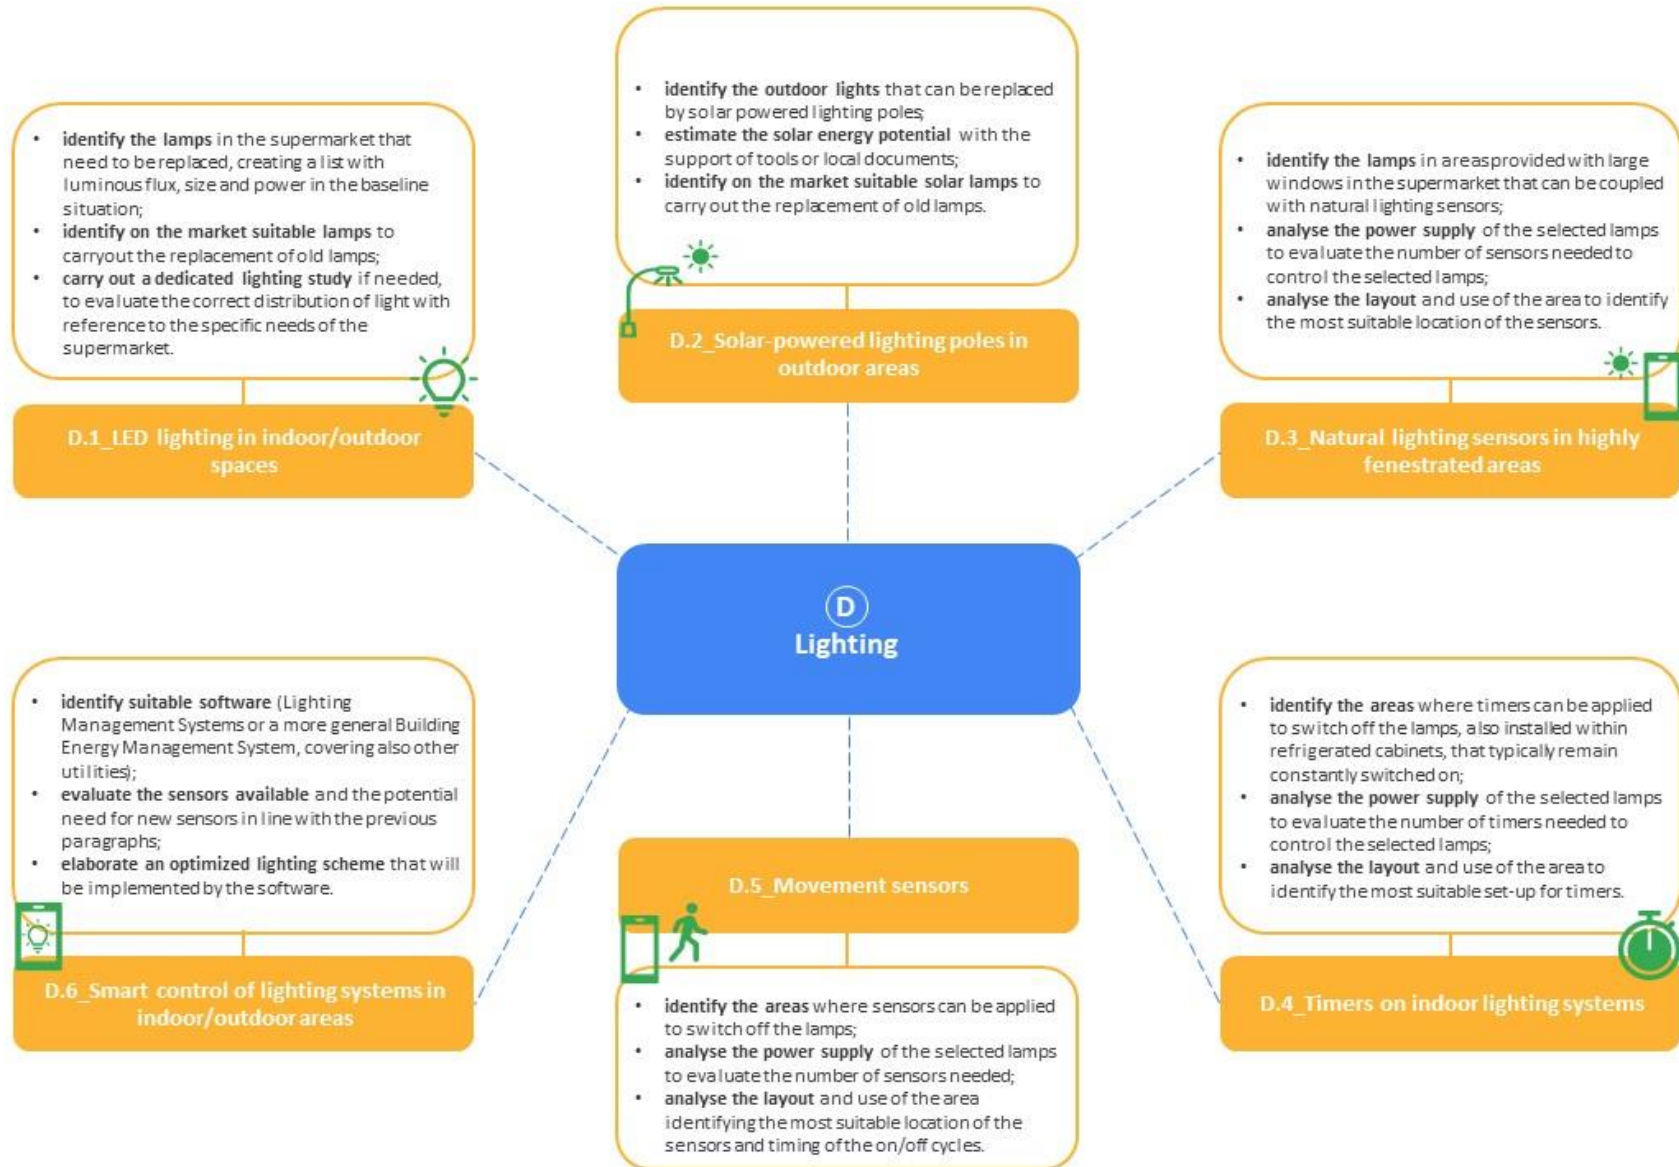 • identify the outdoor lights that can be replaced
by solar powered lighting poles;
• estimate the solar energy potential with the
support of tools or local documents;
• identify on the market suitable solar lamps to
carry out the replacement of old lamps.
D.2_Solar-powered lighting poles in
outdoor areas
• identify the lamps in the supermarket that
need to be replaced, creating a list with
luminous flux, size and power in the baseline
situation;
• identify on the market suitable lamps to
carryout the replacement of old lamps;
• carry out a dedicated lighting study if needed,
to evaluate the correct distribution of light with
reference to the specific needs of the
supermarket.
D.1_LED lighting in indoor/outdoor
spaces
• identify the lamps in areas provided with large
windows in the supermarket that can be coupled
with natural lighting sensors;
• analyse the power supply of the selected lamps
to evaluate the number of sensors needed to
control the selected lamps;
• analyse the layout and use of the area to identify
the most suitable location of the sensors.
D.3_Natural lighting sensors in highly
fenestrated areas
D
Lighting
• identify suitable software (Lighting
Management Systems or a more general Building
Energy Management System, covering also other
utilities);
• evaluate the sensors available and the potential
need for new sensors in line with the previous
paragraphs;
• elaborate an optimized lighting scheme that will
be implemented by the software.
D.6_Smart control of lighting systems in
indoor/outdoor areas
D.5_Movement sensors
• identify the areas where sensors can be applied
to switch off the lamps;
• analyse the power supply of the selected lamps
to evaluate the number of sensors needed;
• analyse the layout and use of the area
identifying the most suitable location of the
sensors and timing of the on/off cycles.
• identify the areas where timers can be applied
to switch off the lamps, also installed within
refrigerated cabinets, that typically remain
constantly switched on;
• analyse the power supply of the selected lamps
to evaluate the number of timers needed to
control the selected lamps;
• analyse the layout and use of the area to
identify the most suitable set-up for timers.
D.4_Timers on indoor lighting systems